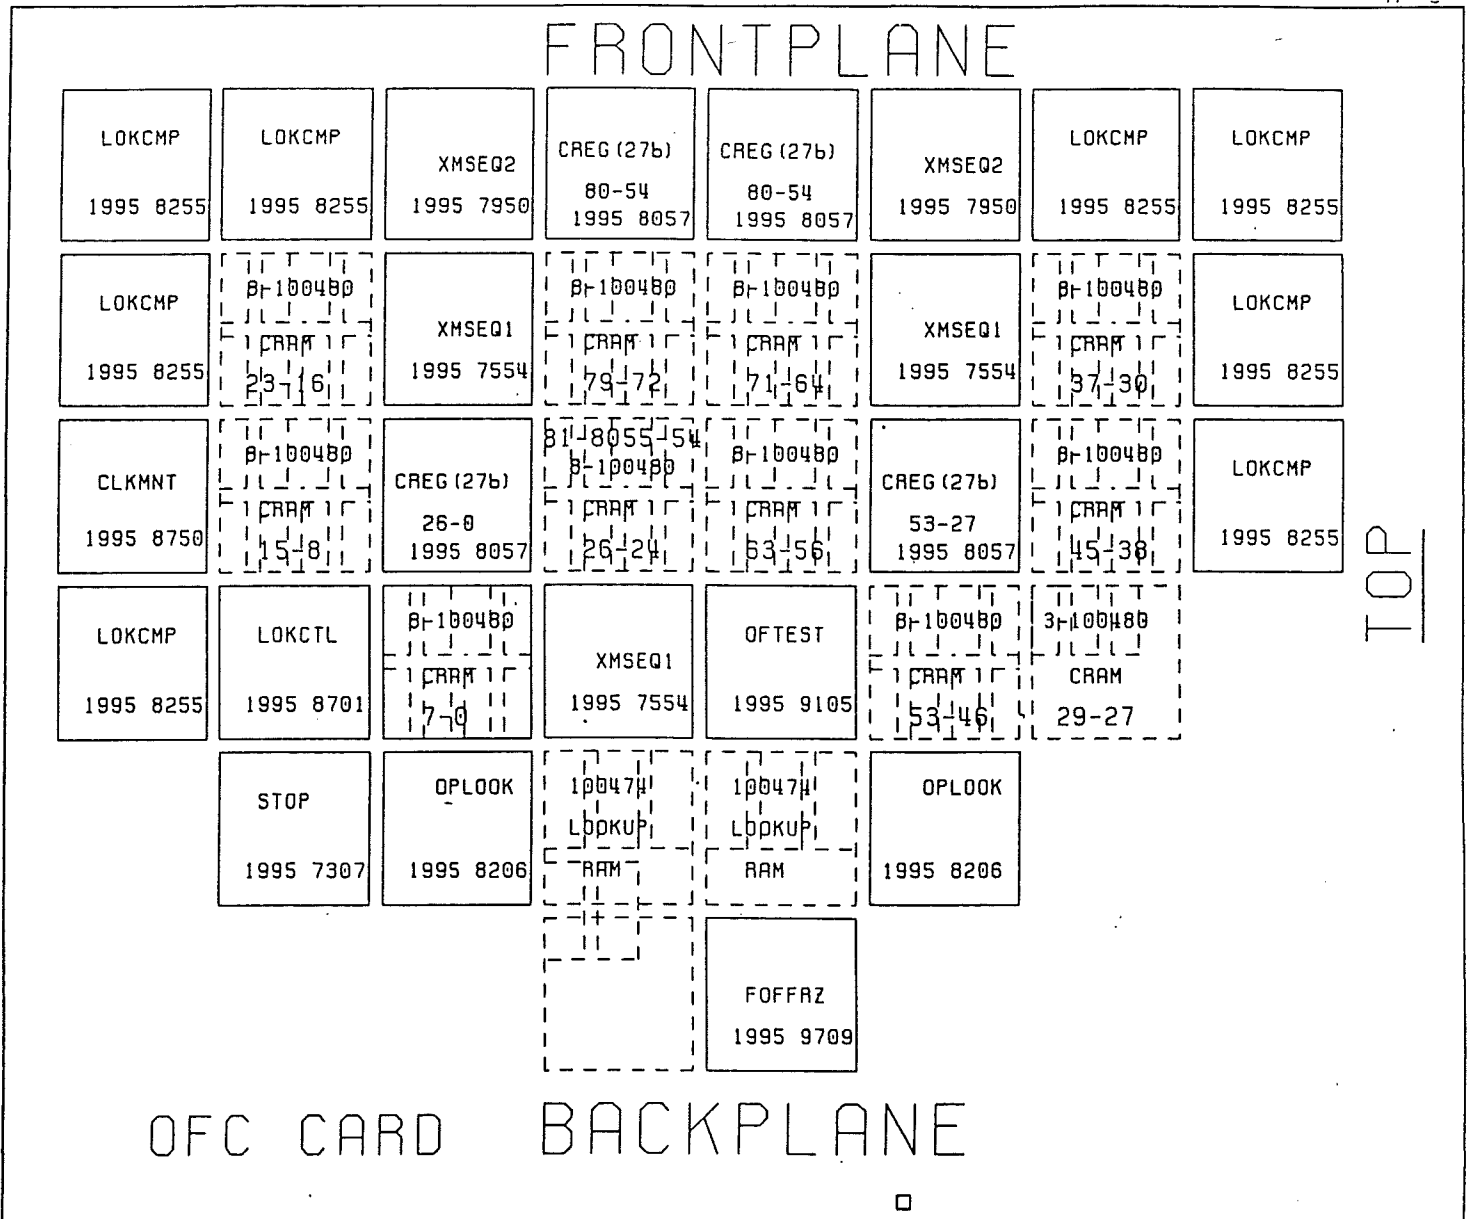 FRONTPLANE
LOKCMP
1995 8255
LOKCMP
1995 8255
XMSEQ2
1995 7950
CREG (27b)
80-54
1995 8057
CREG (27b)
80-54
1995 8057
XMSEQ2
1995 7950
LOKCMP
1995 8255
LOKCMP
1995 8255
LOKCMP
1995 8255
8-100480
CRAM
23-16
XMSEQ1
1995 7554
8-100480
CRAM
79-72
8-100480
CRAM
71-64
XMSEQ1
1995 7554
8-100480
CRAM
37-30
LOKCMP
1995 8255
CLKMNT
1995 8750
8-100480
CRAM
15-8
CREG (27b)
26-0
1995 8057
81-8055-54
8-100480
CRAM
26-24
8-100480
CRAM
63-56
CREG (27b)
53-27
1995 8057
8-100480
CRAM
45-38
LOKCMP
1995 8255
TOP
LOKCMP
1995 8255
LOKCTL
1995 8701
8-100480
CRAM
7-0
XMSEQ1
1995 7554
OFTEST
1995 9105
8-100480
CRAM
53-46
3-100480
CRAM
29-27
STOP
1995 7307
OPLOOK
1995 8206
100474
LOOKUP
RAM
100474
LOOKUP
RAM
OPLOOK
1995 8206
FOFFRZ
1995 9709
OFC CARD BACKPLANE